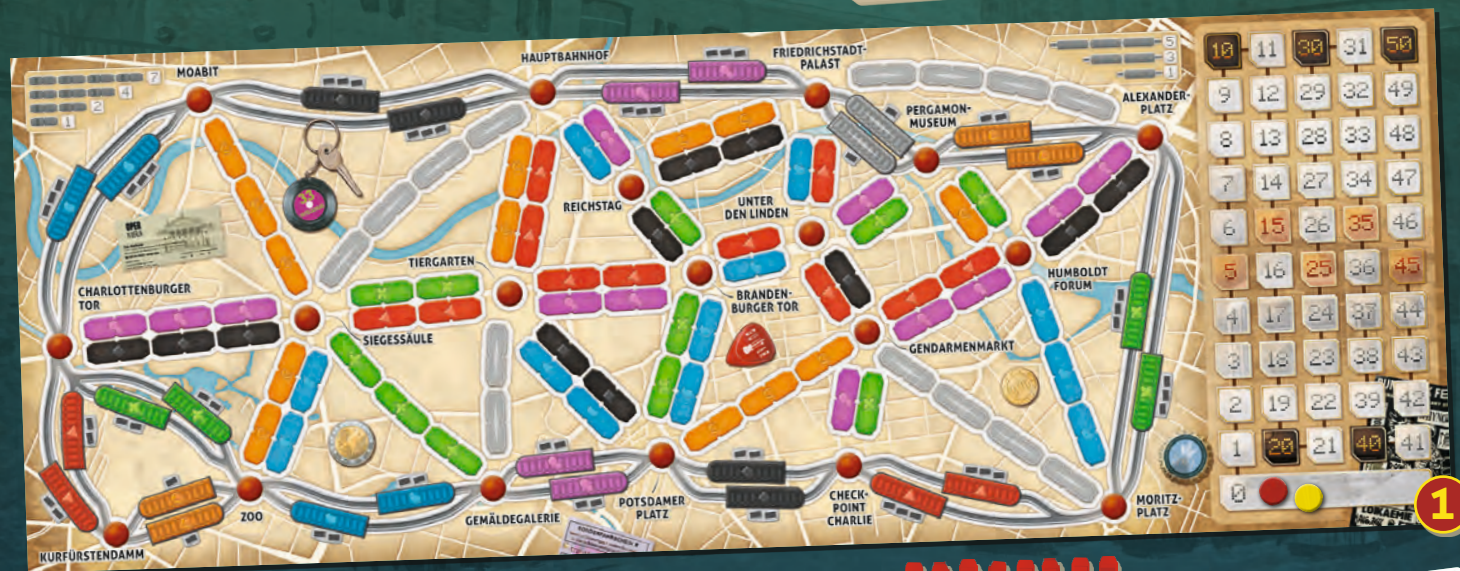 MOABIT
HAUPTBAHNHOF
FRIEDRICHSTADT-
PALAST
PERGAMON-
MUSEUM
ALEXANDER-
PLATZ
7
4
2
1
5
3
1
OPER
REICHSTAG
UNTER
DEN LINDEN
TIERGARTEN
CHARLOTTENBURGER
TOR
SIEGESSÄULE
BRANDEN-
BURGER TOR
HUMBOLDT
FORUM
GENDARMENMARKT
ZOO
KURFÜRSTENDAMM
GEMÄLDEGALERIE
POTSDAMER
PLATZ
CHECK-
POINT
CHARLIE
MORITZ-
PLATZ
10 11 30 31 50
9 12 29 32 49
8 13 28 33 48
7 14 27 34 47
6 15 26 35 46
5 16 25 36 45
4 17 24 37 44
3 18 23 38 43
2 19 22 39 42
1 20 21 40 41
0
1